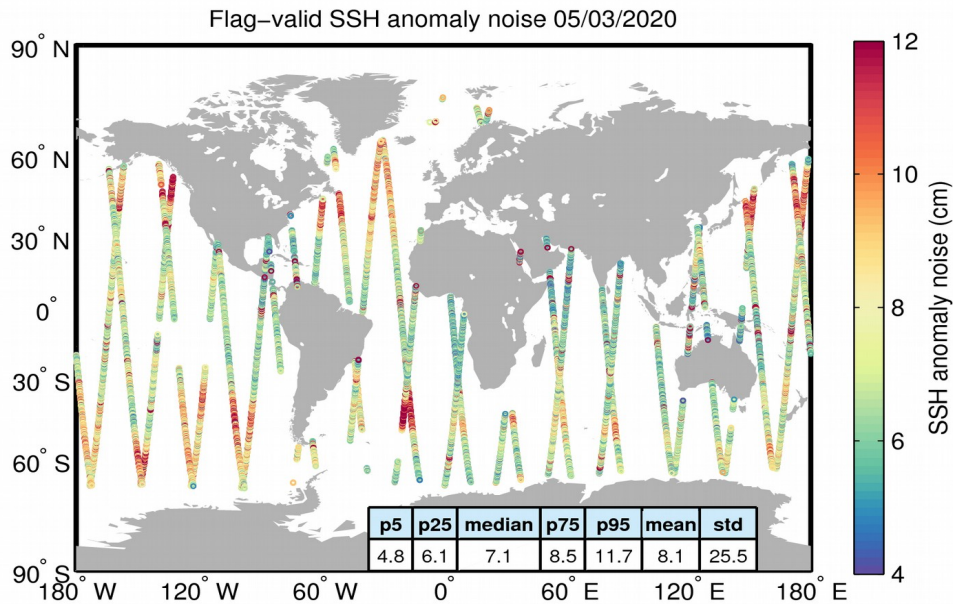 Flag−valid SSH anomaly noise 05/03/2020
90° N
60° N
30° N
0°
30° S
60° S
90° S
180° W
120° W
60° W
0°
60° E
120° E
180° E
p5 p25 median p75 p95 mean std
4.8 6.1 7.1 8.5 11.7 8.1 25.5
12
10
8
6
4
SSH anomaly noise (cm)